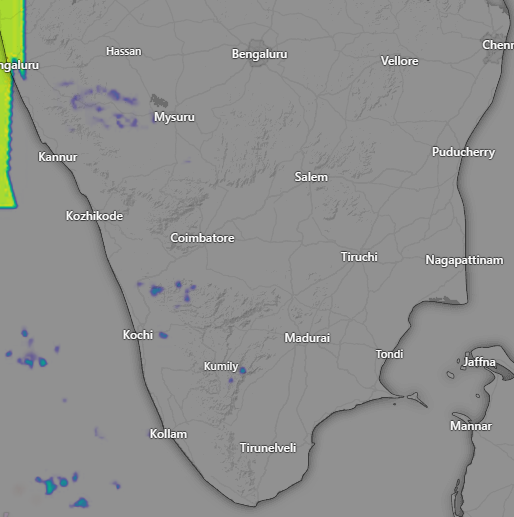 Hassan
Bengaluru
Vellore
Chenn
ngaluru
Mysuru
Kannur
Puducherry
Salem
Kozhikode
Coimbatore
Tiruchi
Nagapattinam
Kochi
Madurai
Tondi
Jaffna
Kumily
Mannar
Kollam
Tirunelveli